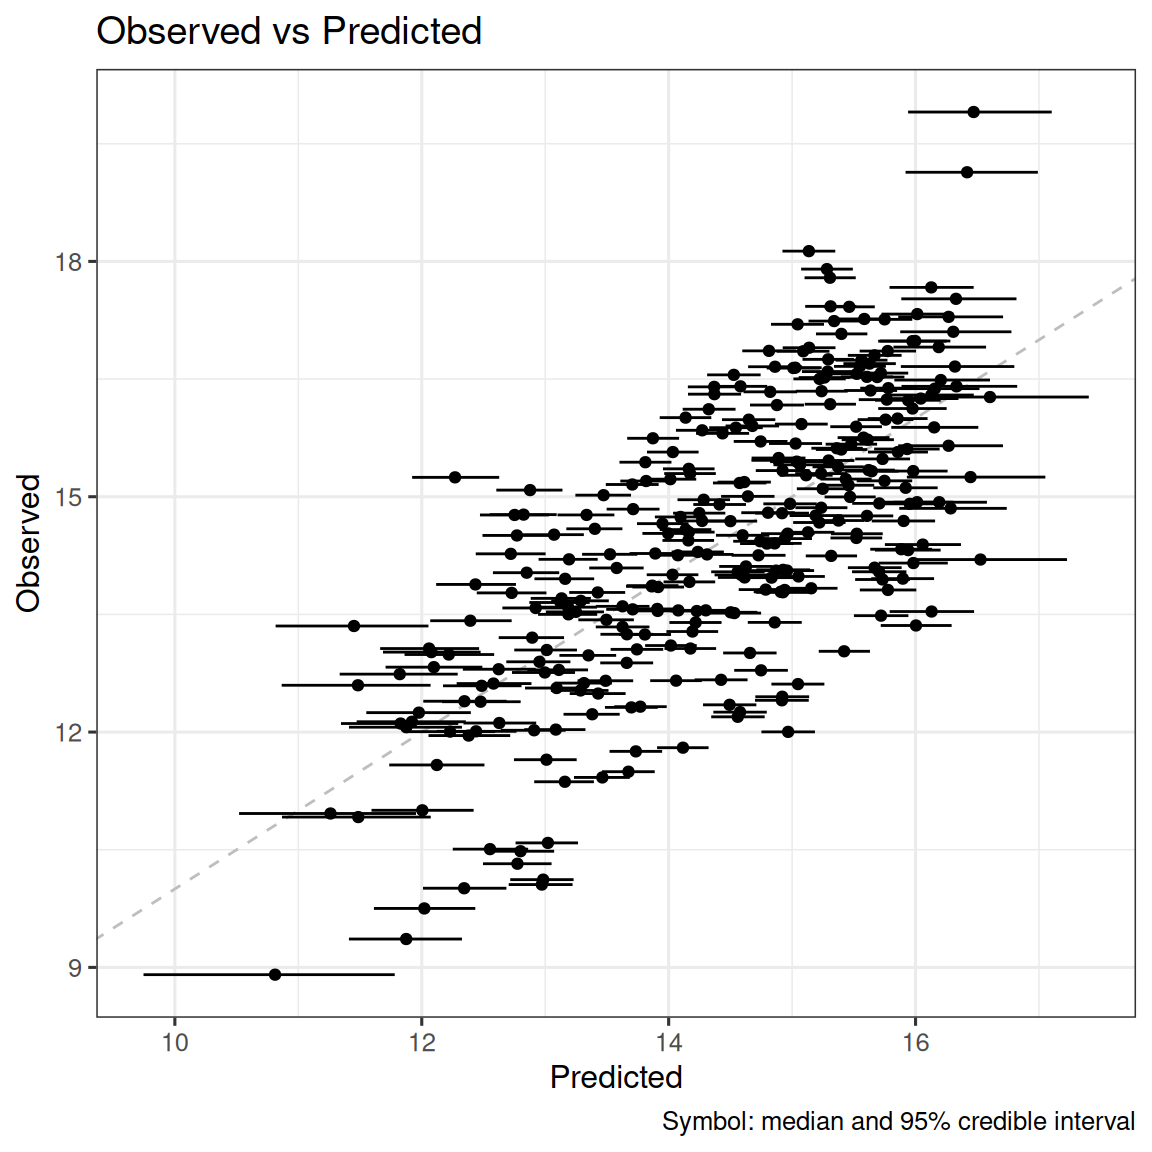 Observed vs Predicted
Observed
18
15
12
9
10 12 14 16
Predicted
Symbol: median and 95% credible interval